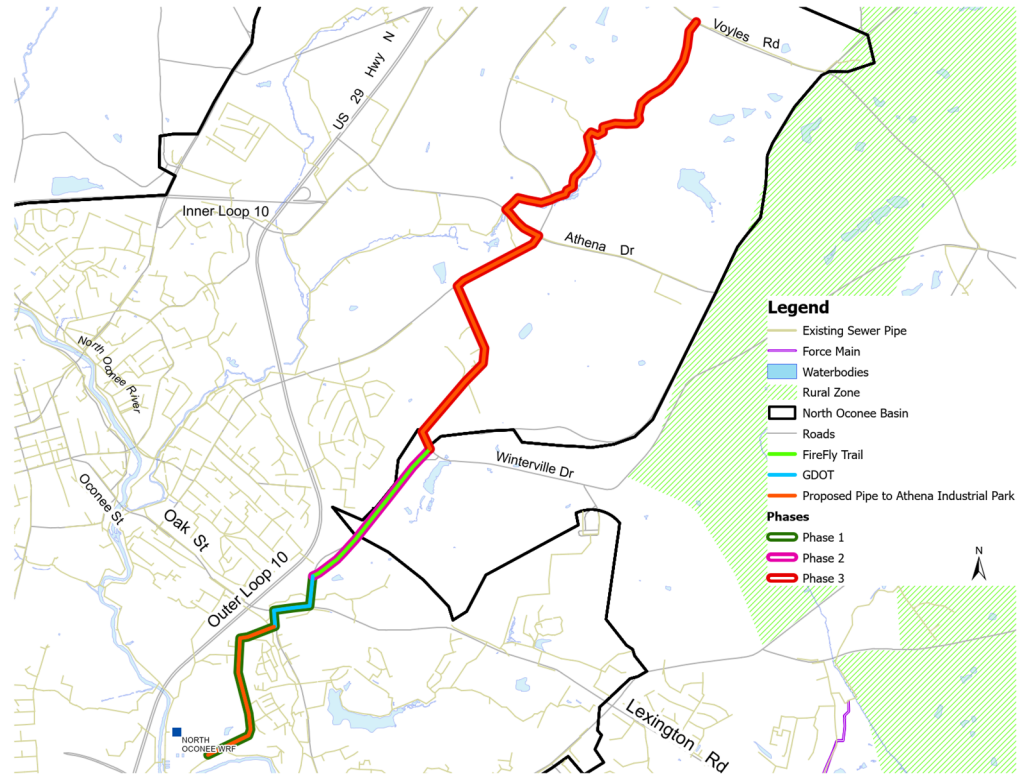 Voyles Rd
US 29 Hwy N
Inner Loop 10
Athena Dr
North Oconee River
Winterville Dr
Oconee St
Oak St
Outer Loop 10
Lexington Rd
NORTH
OCONEE WRF
Legend
Existing Sewer Pipe
Force Main
Waterbodies
Rural Zone
North Oconee Basin
Roads
FireFly Trail
GDOT
Proposed Pipe to Athena Industrial Park
Phases
Phase 1
Phase 2
Phase 3
N